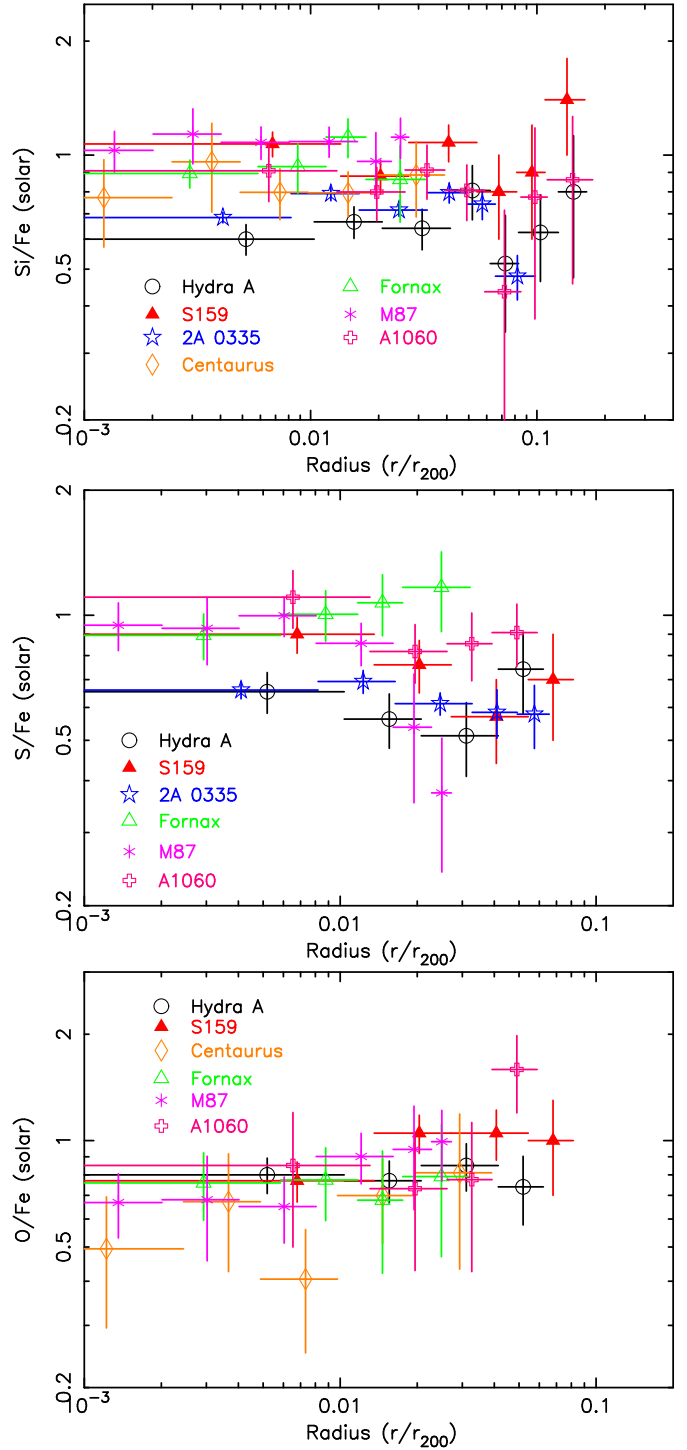 2
1
0.5
0.2
Si/Fe (solar)
Hydra A
S159
2A 0335
Centaurus
Fornax
M87
A1060
10⁻³
0.01
0.1
Radius (r/r₂₀₀)
2
1
0.5
0.2
S/Fe (solar)
Hydra A
S159
2A 0335
Fornax
M87
A1060
10⁻³
0.01
0.1
Radius (r/r₂₀₀)
2
1
0.5
0.2
O/Fe (solar)
Hydra A
S159
Centaurus
Fornax
M87
A1060
10⁻³
0.01
0.1
Radius (r/r₂₀₀)